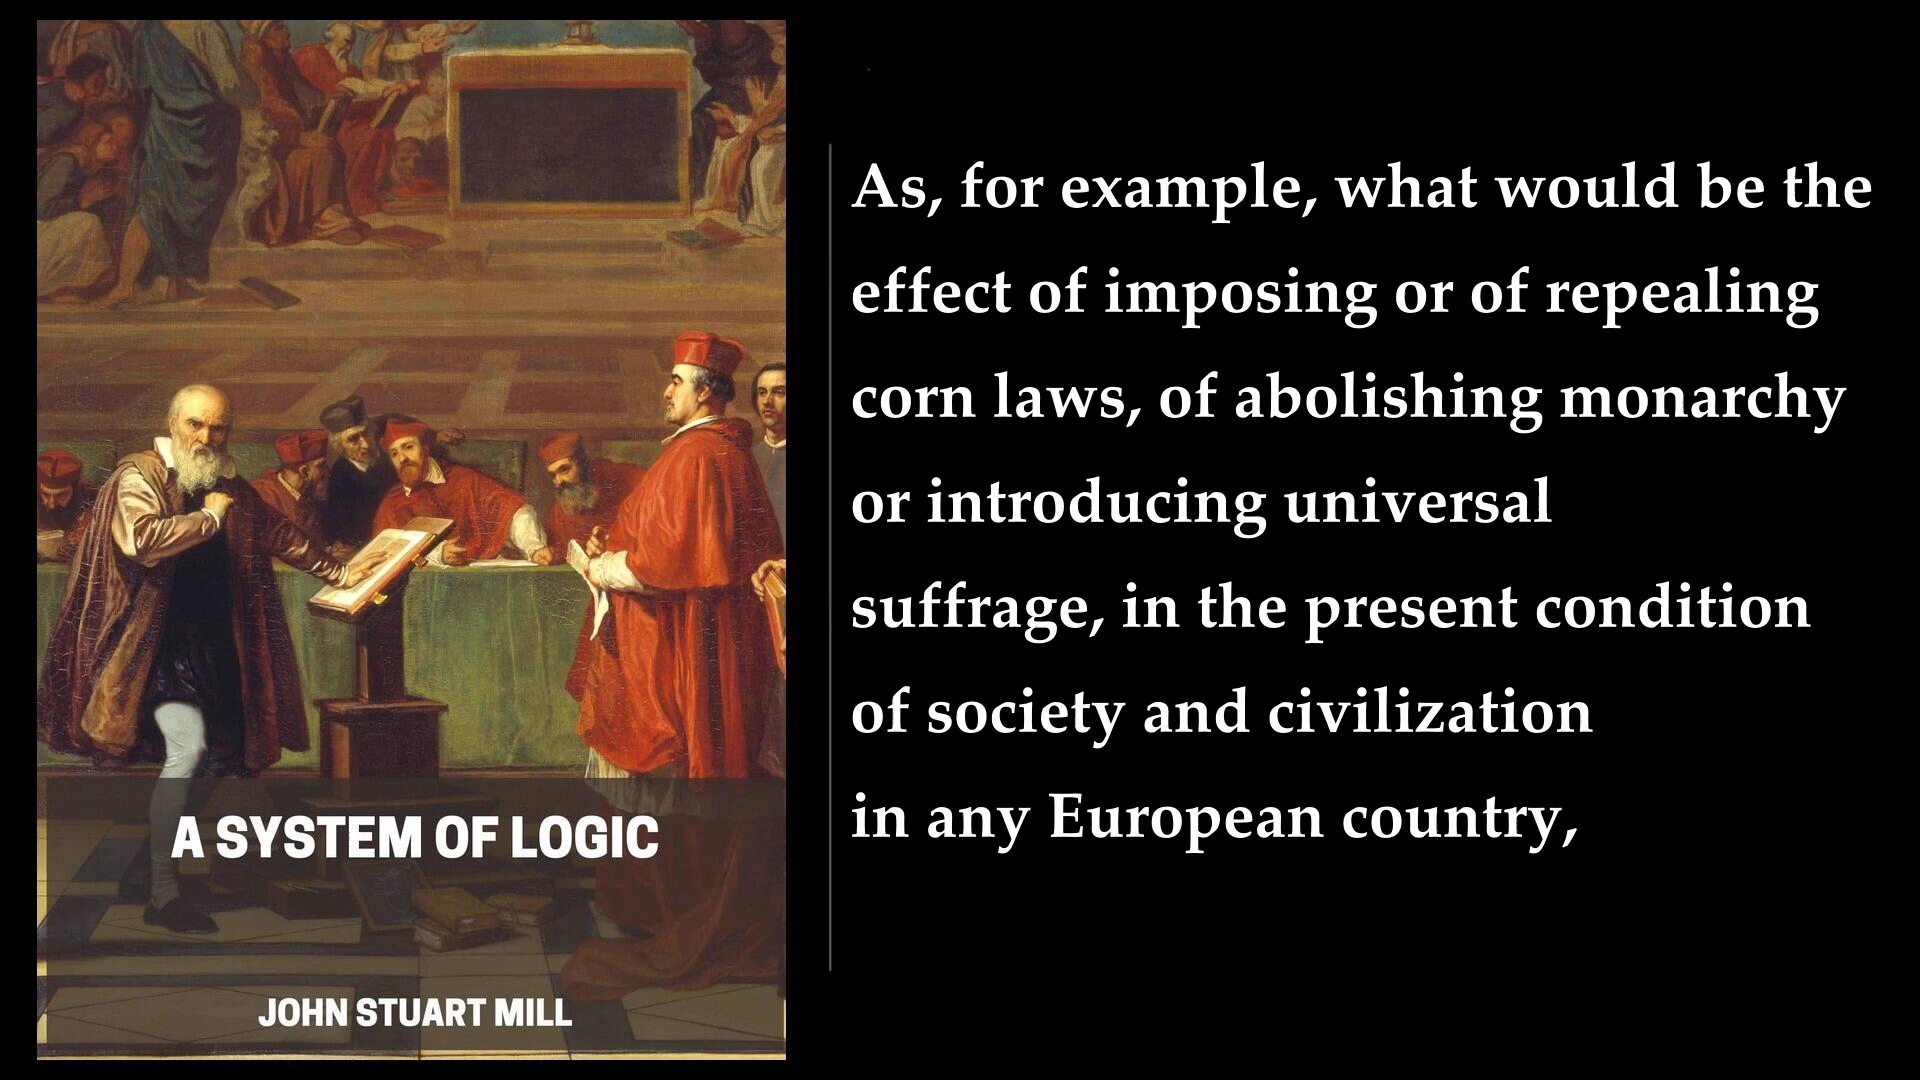 A SYSTEM OF LOGIC
JOHN STUART MILL
As, for example, what would be the
effect of imposing or of repealing
corn laws, of abolishing monarchy
or introducing universal
suffrage, in the present condition
of society and civilization
in any European country,